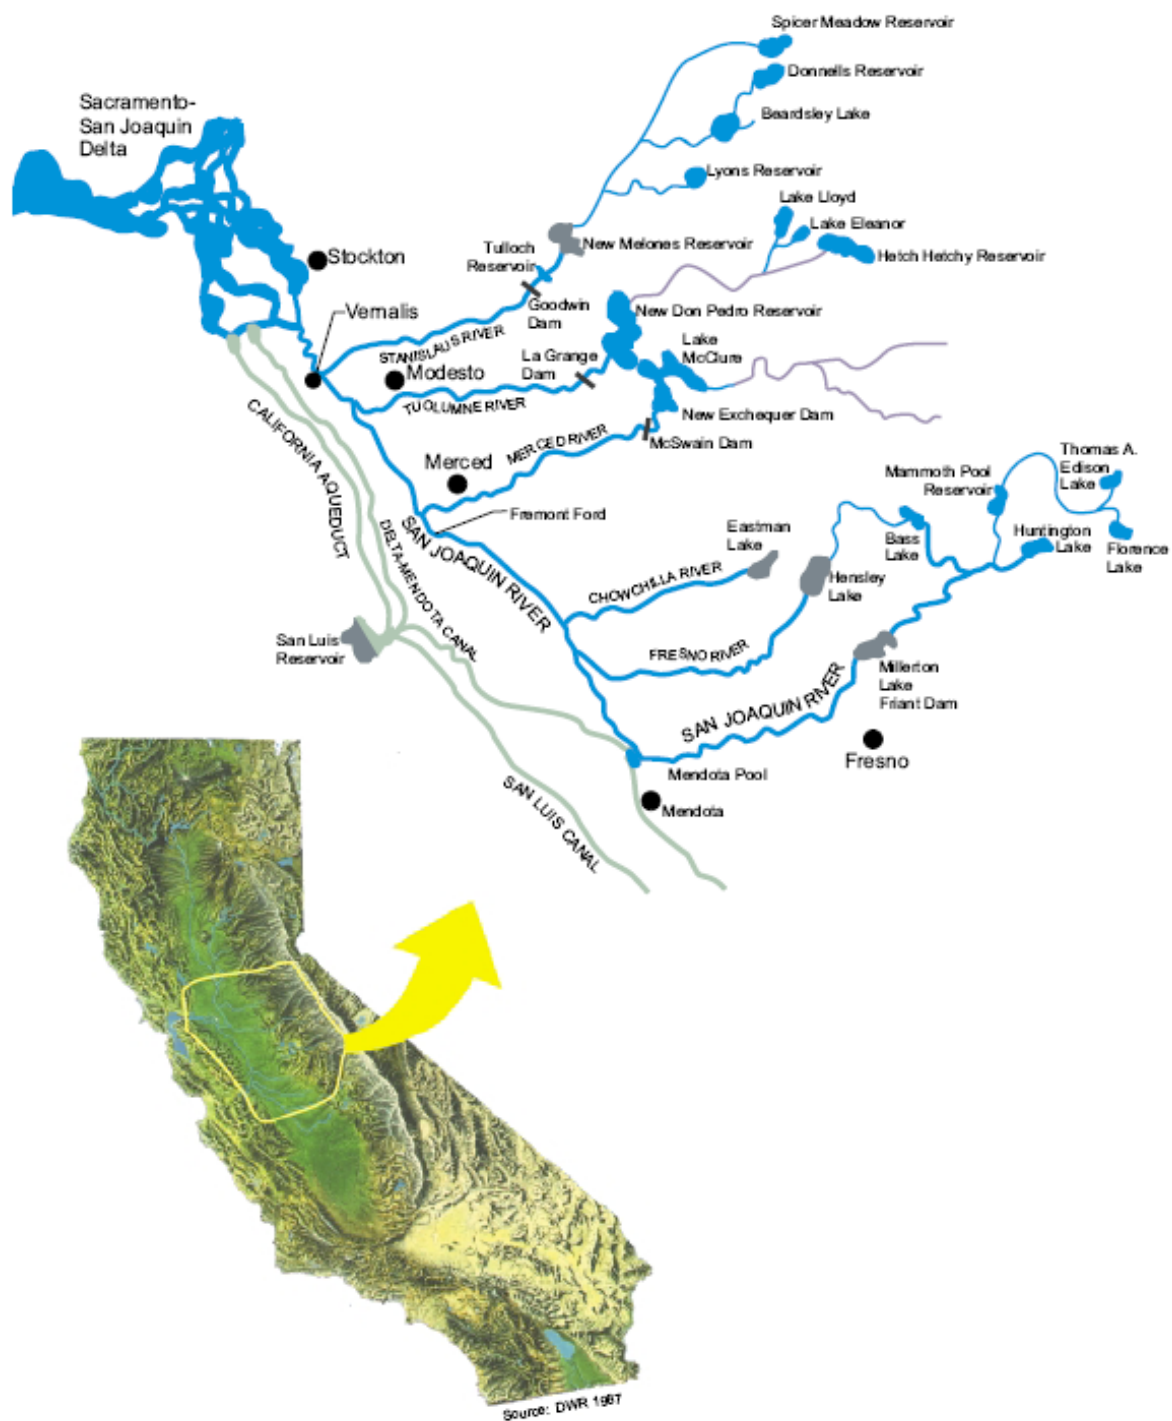 Spicer Meadow Reservoir
Donnells Reservoir
Sacramento-
San Joaquin
Delta
Beardsley Lake
Lyons Reservoir
Lake Lloyd
Lake Eleanor
Stockton
Tulloch
Reservoir
New Melones Reservoir
Hetch Hetchy Reservoir
Vernalis
Goodwin
Dam
New Don Pedro Reservoir
STANISLAUS RIVER
Lake
McClure
La Grange
Dam
Modesto
TUOLUMNE RIVER
New Exchequer Dam
CALIFORNIA AQUEDUCT
MERCED RIVER
McSwain Dam
Merced
Thomas A.
Edison
Lake
Mammoth Pool
Reservoir
Fremont Ford
SAN JOAQUIN RIVER
DELTA-MENDOTA CANAL
Eastman
Lake
Bass
Lake
Huntington
Lake
Florence
Lake
CHOWCHILLA RIVER
Hensley
Lake
San Luis
Reservoir
FRESNO RIVER
Millerton
Lake
Friant Dam
SAN JOAQUIN RIVER
Fresno
Mendota Pool
SAN LUIS CANAL
Mendota
Source: DWR 1987